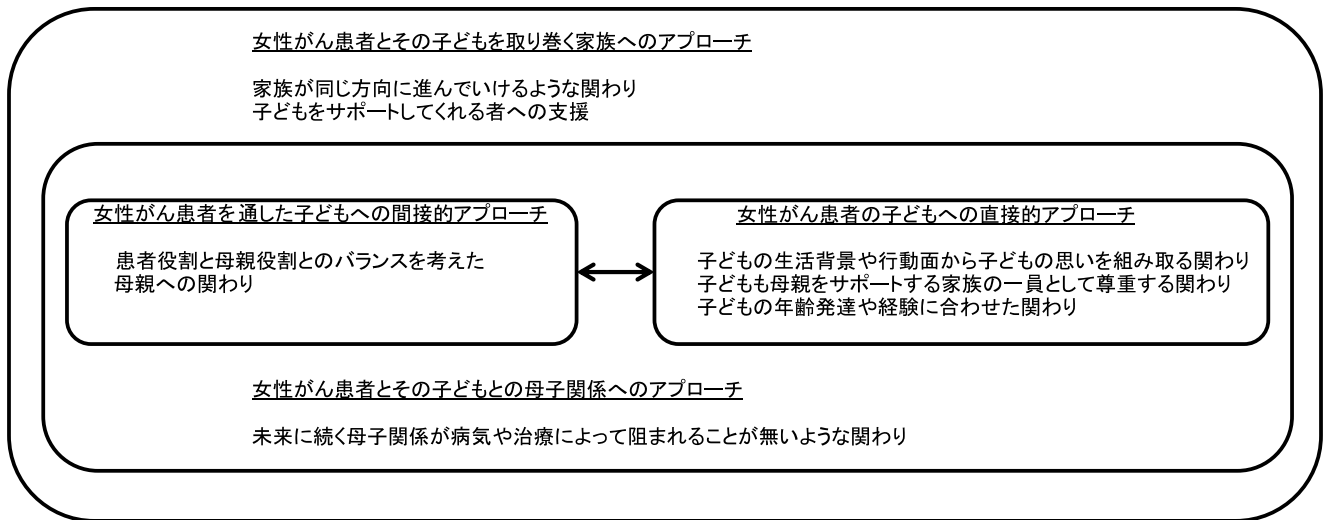 女性がん患者とその子どもを取り巻く家族へのアプローチ
家族が同じ方向に進んでいけるような関わり
子どもをサポートしてくれる者への支援
女性がん患者を通した子どもへの間接的アプローチ
患者役割と母親役割とのバランスを考えた
母親への関わり
女性がん患者の子どもへの直接的アプローチ
子どもの生活背景や行動面から子どもの思いを組み取る関わり
子どもも母親をサポートする家族の一員として尊重する関わり
子どもの年齢発達や経験に合わせた関わり
女性がん患者とその子どもとの母子関係へのアプローチ
未来に続く母子関係が病気や治療によって阻まれることが無いような関わり